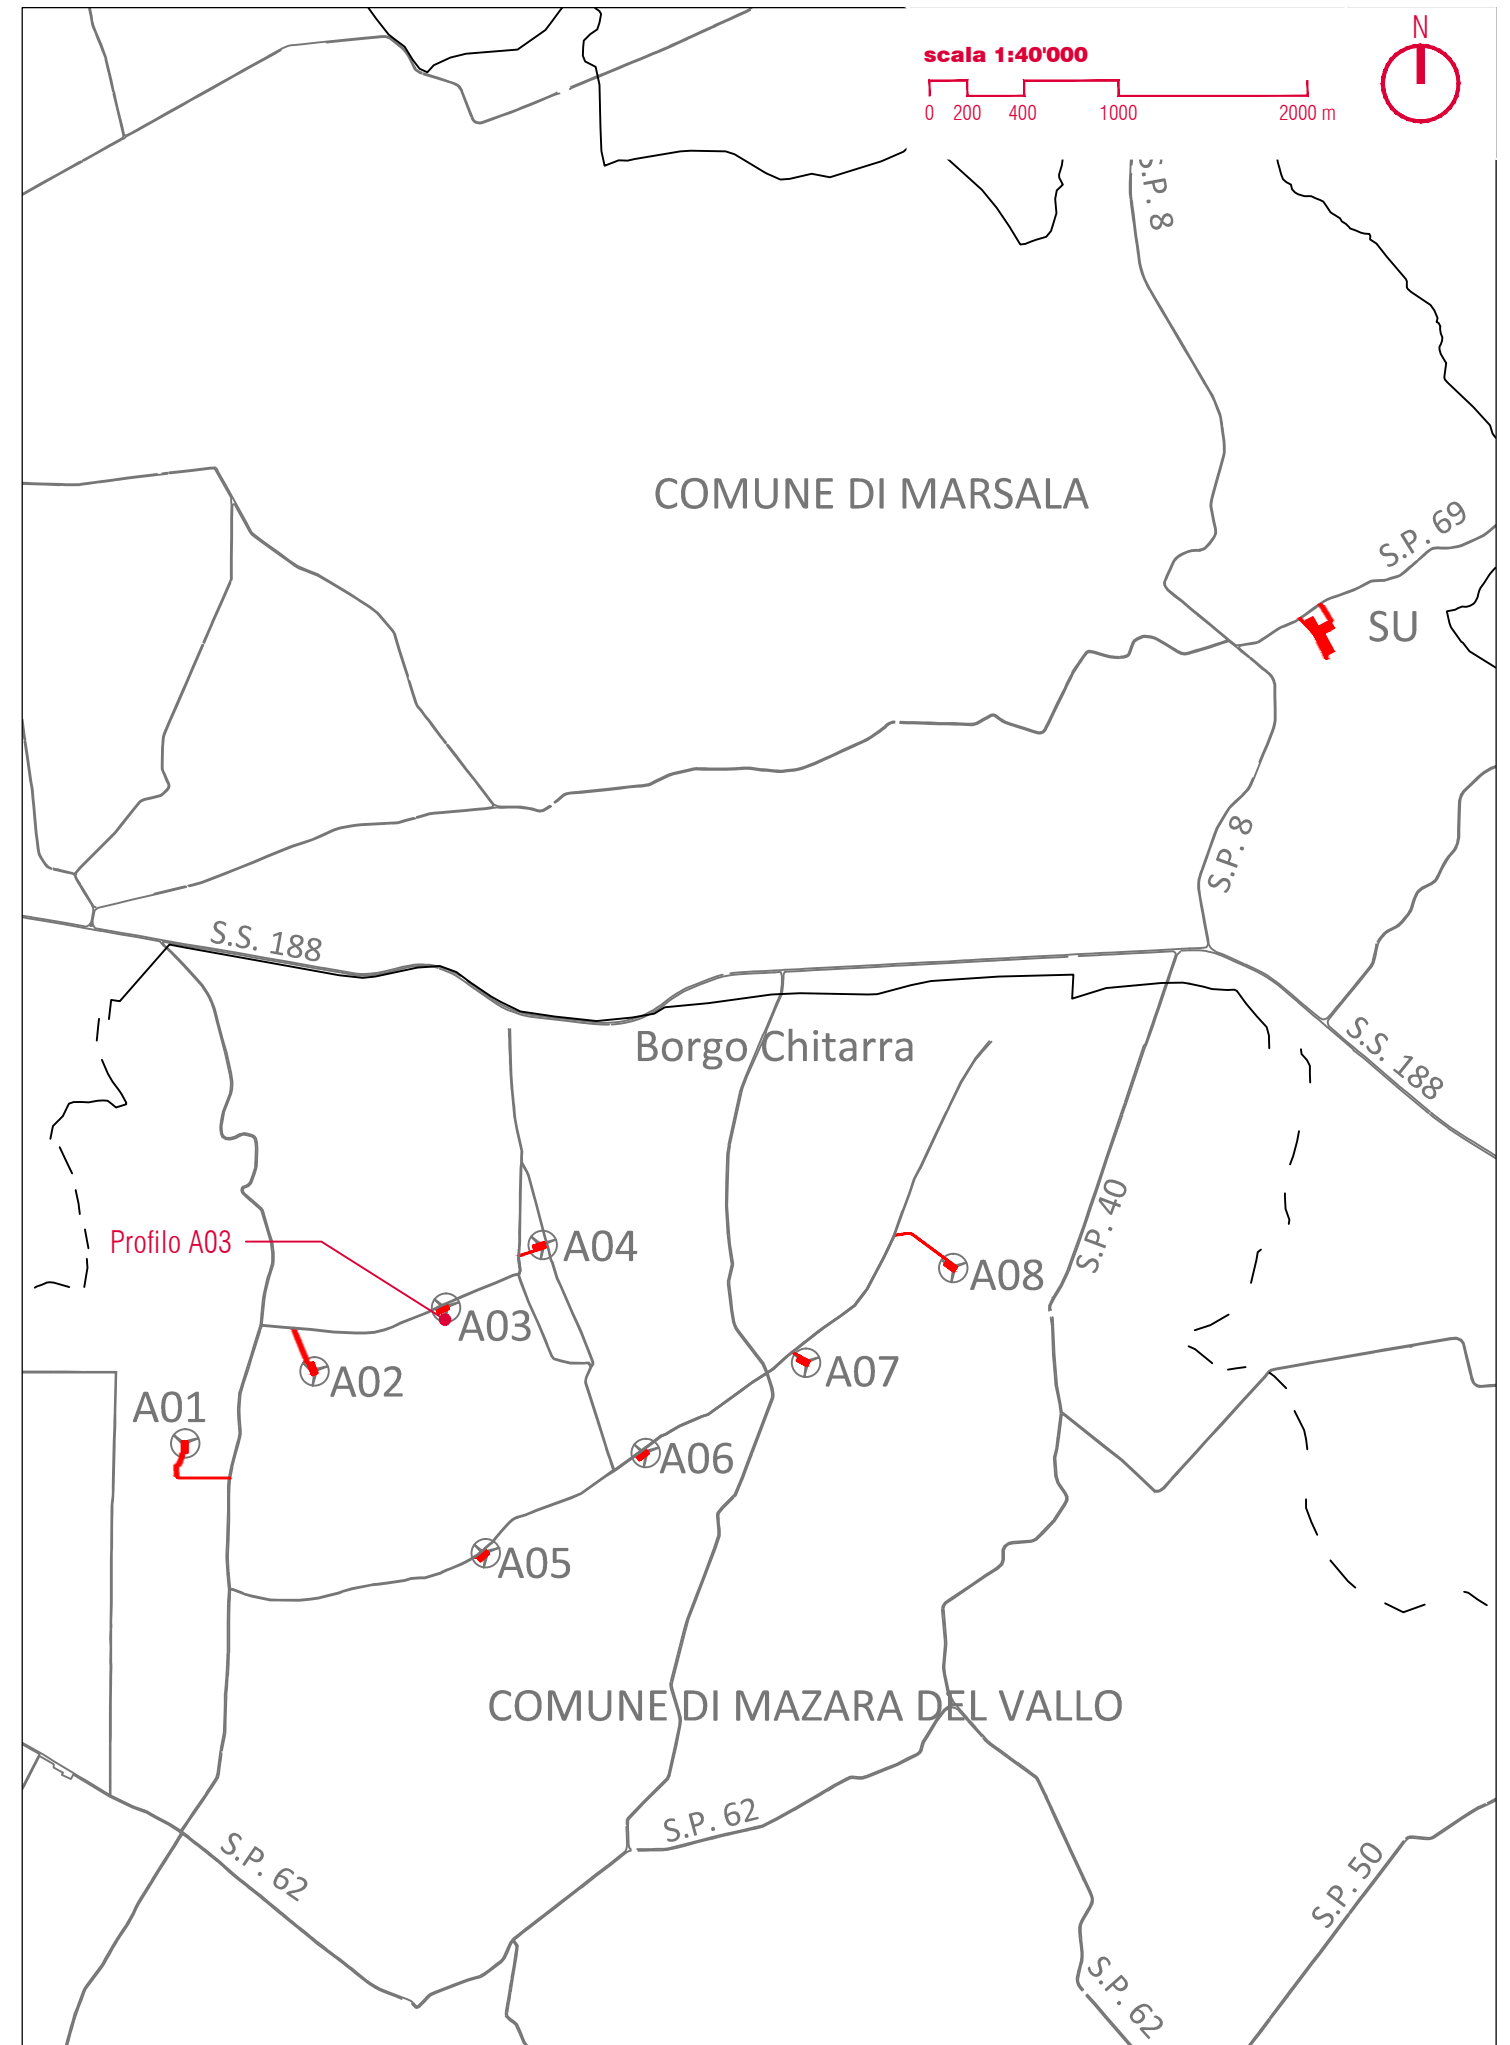 N
scala 1:40'000
0 200 400 1000 2000 m
S.P. 8
COMUNE DI MARSALA
S.P. 69
SU
S.P. 8
S.S. 188
Borgo Chitarra
S.S. 188
S.P. 40
Profilo A03
A04
A08
A03
A02
A07
A01
A06
A05
COMUNE DI MAZARA DEL VALLO
S.P. 62
S.P. 62
S.P. 50
S.P. 62